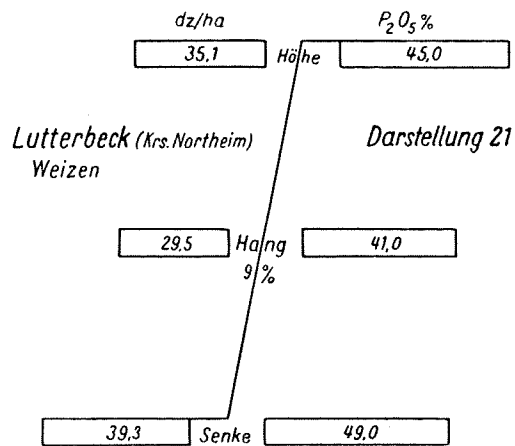 dz/ha P₂O₅%
35,1 Höhe 45,0
Lutterbeck (Krs. Northeim) Darstellung 21
Weizen
29,5 Hang 41,0
9 %
39,3 Senke 49,0